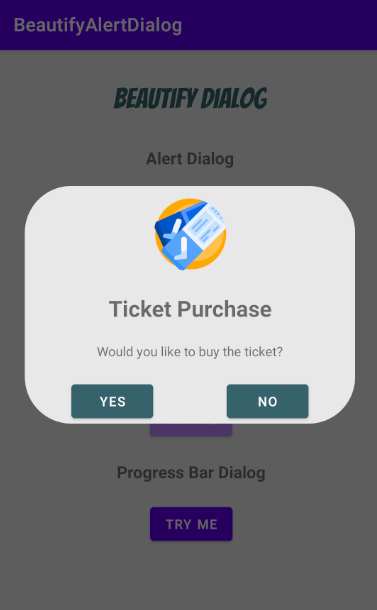 BeautifyAlertDialog
BEAUTIFY DIALOG
Alert Dialog
Ticket Purchase
Would you like to buy the ticket?
YES NO
Progress Bar Dialog
TRY ME